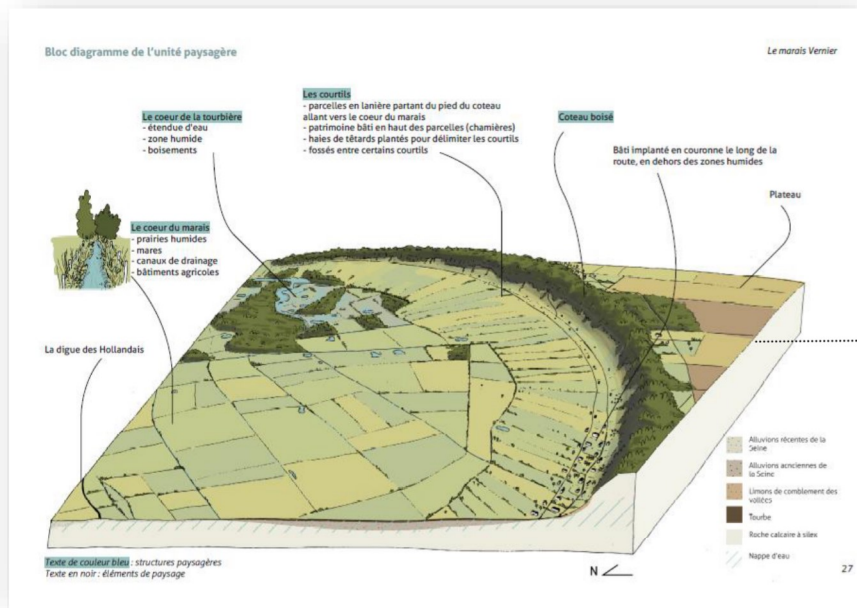 Bloc diagramme de l'unité paysagère
Le marais Vernier
Les courtils
- parcelles en lanière partant du pied du coteau
allant vers le coeur du marais
- patrimoine bâti en haut des parcelles (chamières)
- haies de têtards plantés pour délimiter les courtils
- fossés entre certains courtils
Le coeur de la tourbière
- étendue d'eau
- zone humide
- boisements
Coteau boisé
Bâti implanté en couronne le long de la
route, en dehors des zones humides
Plateau
Le coeur du marais
- prairies humides
- mares
- canaux de drainage
- bâtiments agricoles
La digue des Hollandais
Alluvions récentes de la
Seine
Alluvions acnciennes de
la Seine
Limons de comblement des
vallées
Tourbe
Roche calcaire à silex
Nappe d'eau
Texte de couleur bleu : structures paysagères
Texte en noir : éléments de paysage
N
27